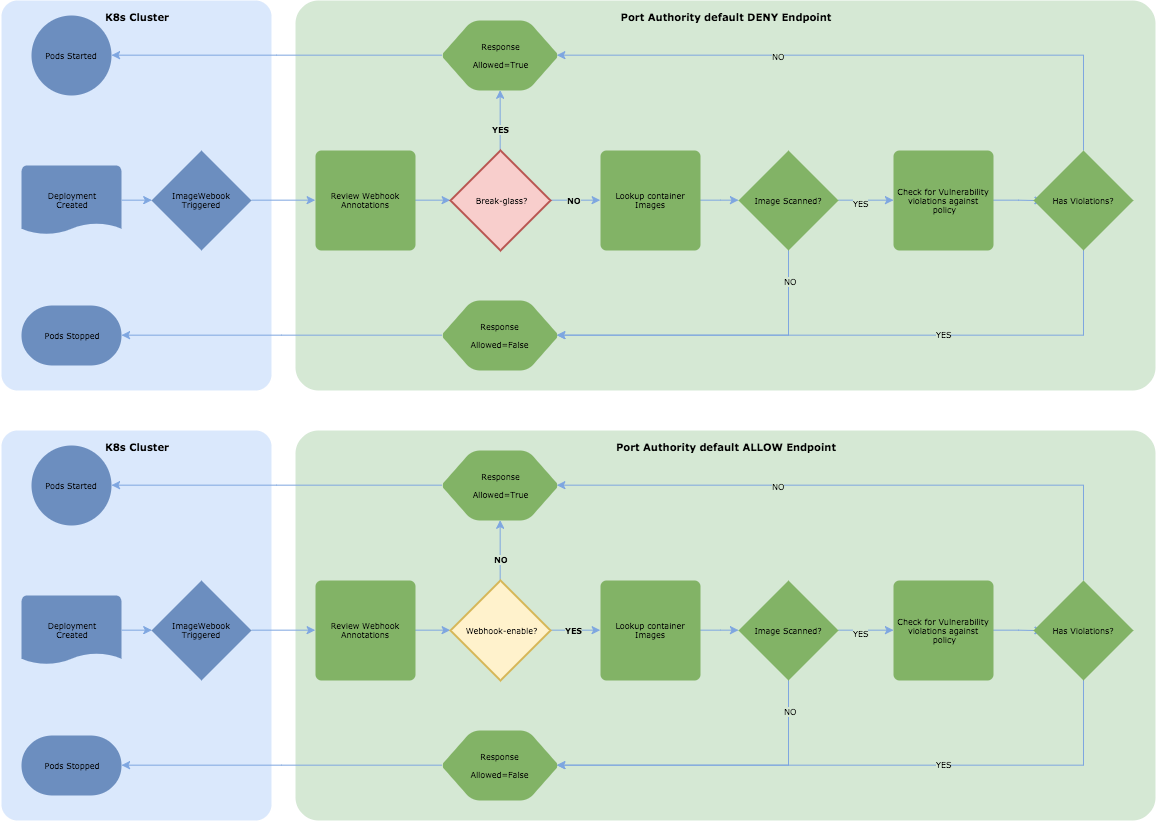 K8s Cluster
Port Authority default DENY Endpoint
Pods Started
Response
Allowed=True
NO
YES
Deployment
Created
ImageWebook
Triggered
Review Webhook
Annotations
Break-glass?
NO
Lookup container
Images
Image Scanned?
YES
Check for Vulnerability
violations against
policy
Has Violations?
NO
Pods Stopped
Response
Allowed=False
YES
K8s Cluster
Port Authority default ALLOW Endpoint
Pods Started
Response
Allowed=True
NO
NO
Deployment
Created
ImageWebook
Triggered
Review Webhook
Annotations
Webhook-enable?
YES
Lookup container
Images
Image Scanned?
YES
Check for Vulnerability
violations against
policy
Has Violations?
NO
Pods Stopped
Response
Allowed=False
YES